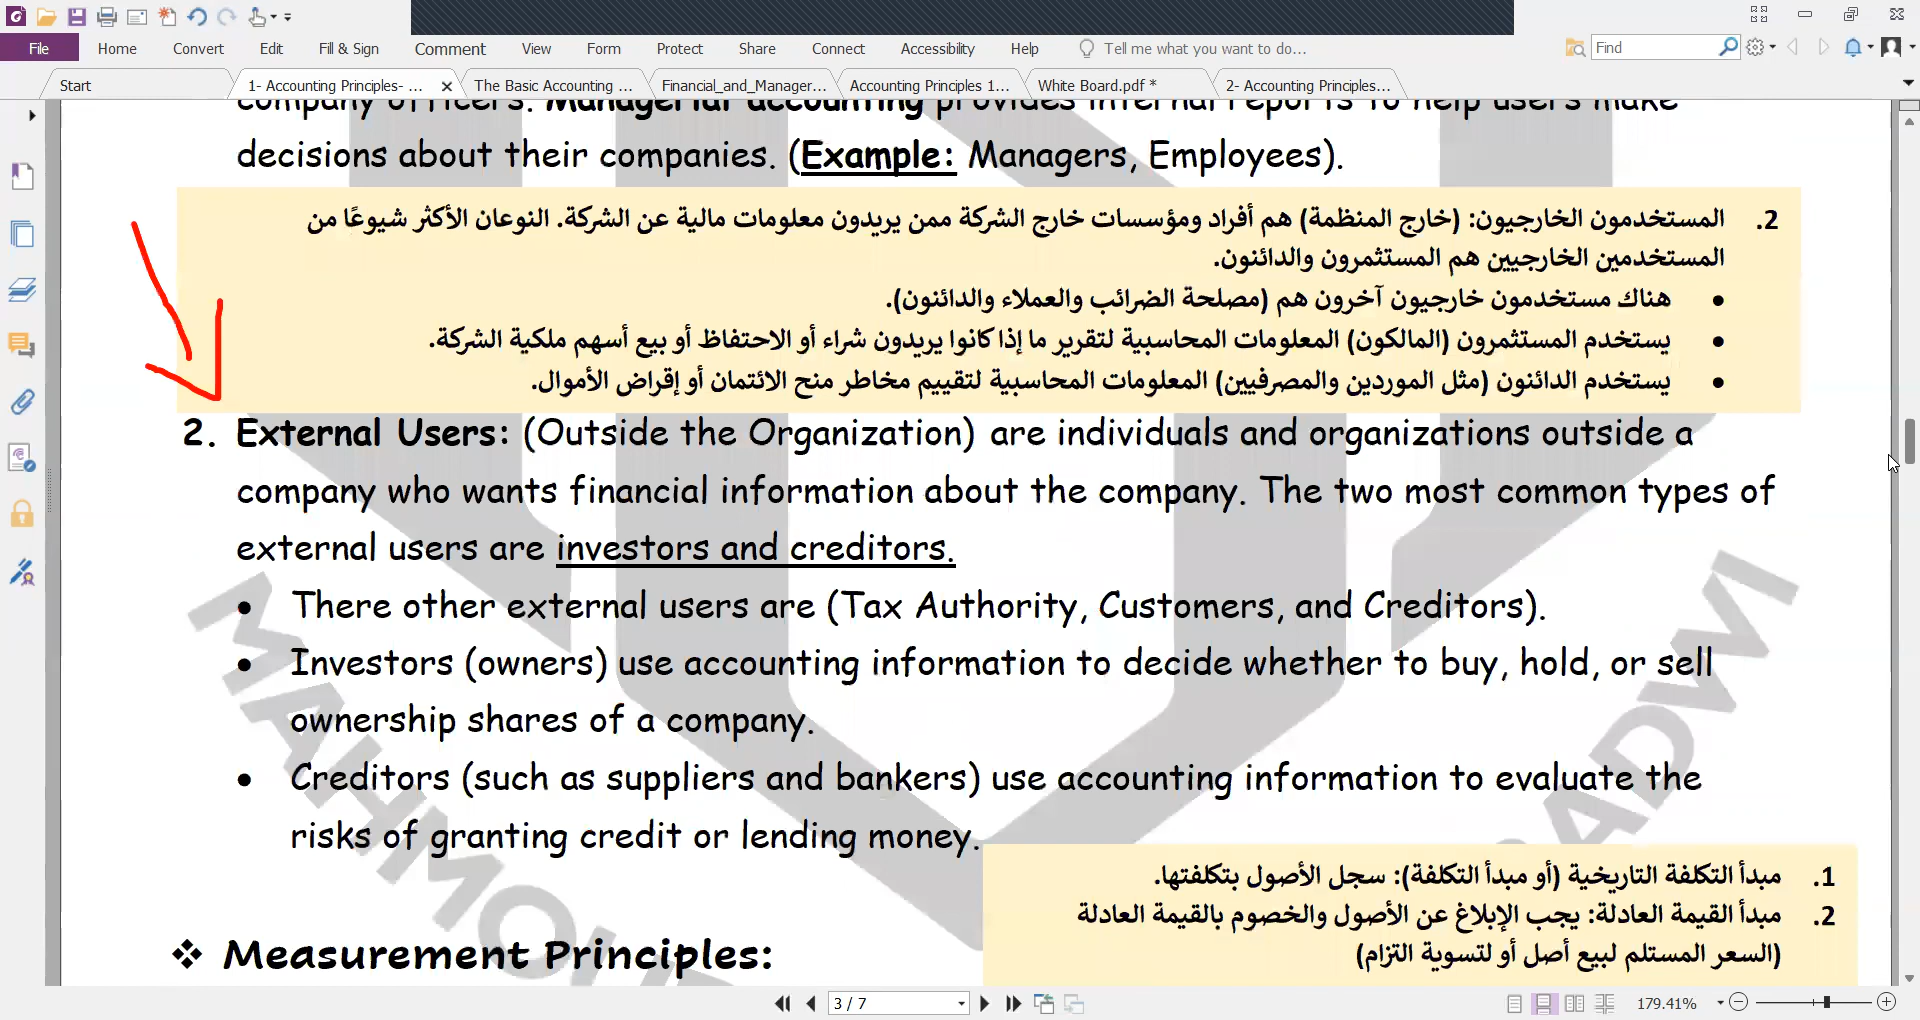 File Home Convert Edit Fill & Sign Comment View Form Protect Share Connect Accessibility Help Tell me what you want to do... Find
Start 1- Accounting Principles- ... The Basic Accounting ... Financial_and_Manager... Accounting Principles 1... White Board.pdf * 2- Accounting Principles...
company officers. Managerial accounting provides internal reports to help users make
decisions about their companies. (Example: Managers, Employees).
2. المستخدمون الخارجيون: (خارج المنظمة) هم أفراد ومؤسسات خارج الشركة ممن يريدون معلومات مالية عن الشركة. النوعان الأكثر شيوعًا من
المستخدمين الخارجيين هم المستثمرون والدائنون.
• هناك مستخدمون خارجيون آخرون هم (مصلحة الضرائب والعملاء والدائنون).
• يستخدم المستثمرون (المالكون) المعلومات المحاسبية لتقرير ما إذا كانوا يريدون شراء أو الاحتفاظ أو بيع أسهم ملكية الشركة.
• يستخدم الدائنون (مثل الموردين والمصرفيين) المعلومات المحاسبية لتقييم مخاطر منح الائتمان أو إقراض الأموال.
2. External Users: (Outside the Organization) are individuals and organizations outside a
company who wants financial information about the company. The two most common types of
external users are investors and creditors.
• There other external users are (Tax Authority, Customers, and Creditors).
• Investors (owners) use accounting information to decide whether to buy, hold, or sell
ownership shares of a company.
• Creditors (such as suppliers and bankers) use accounting information to evaluate the
risks of granting credit or lending money.
1. مبدأ التكلفة التاريخية (أو مبدأ التكلفة): سجل الأصول بتكلفتها.
2. مبدأ القيمة العادلة: يجب الإبلاغ عن الأصول والخصوم بالقيمة العادلة
(السعر المستلم لبيع أصل أو لتسوية التزام)
❖ Measurement Principles:
3 / 7 179.41%